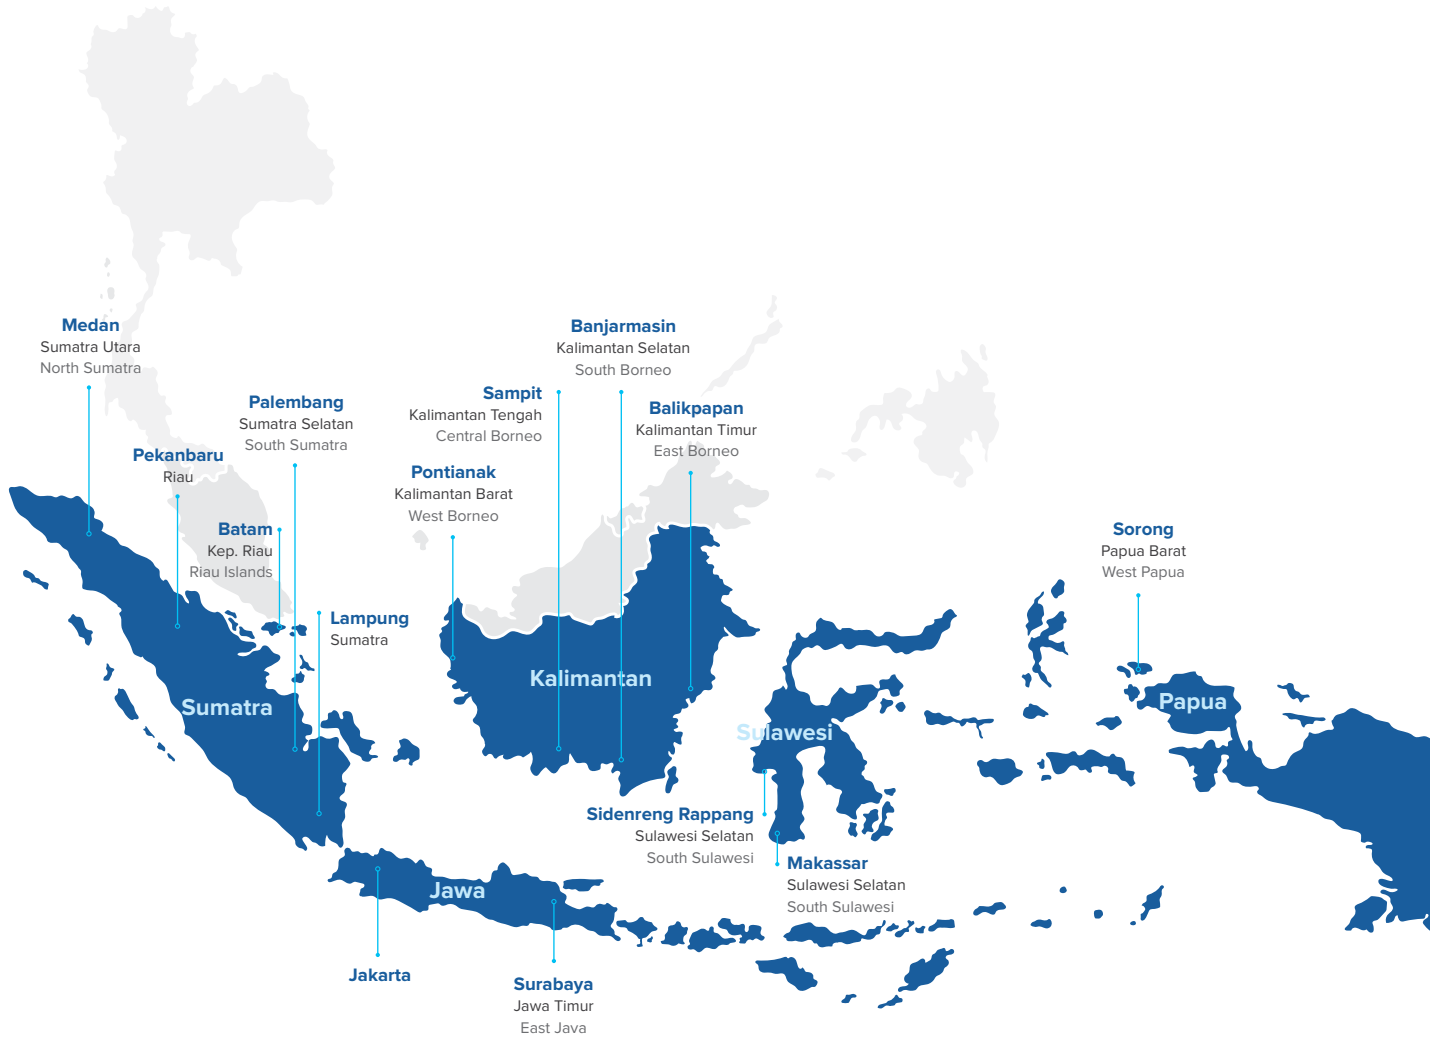 Medan
Sumatra Utara
North Sumatra
Palembang
Sumatra Selatan
South Sumatra
Pekanbaru
Riau
Batam
Kep. Riau
Riau Islands
Lampung
Sumatra
Banjarmasin
Kalimantan Selatan
South Borneo
Sampit
Kalimantan Tengah
Central Borneo
Balikpapan
Kalimantan Timur
East Borneo
Pontianak
Kalimantan Barat
West Borneo
Sorong
Papua Barat
West Papua
Sumatra
Kalimantan
Sulawesi
Papua
Sidenreng Rappang
Sulawesi Selatan
South Sulawesi
Makassar
Sulawesi Selatan
South Sulawesi
Jawa
Jakarta
Surabaya
Jawa Timur
East Java